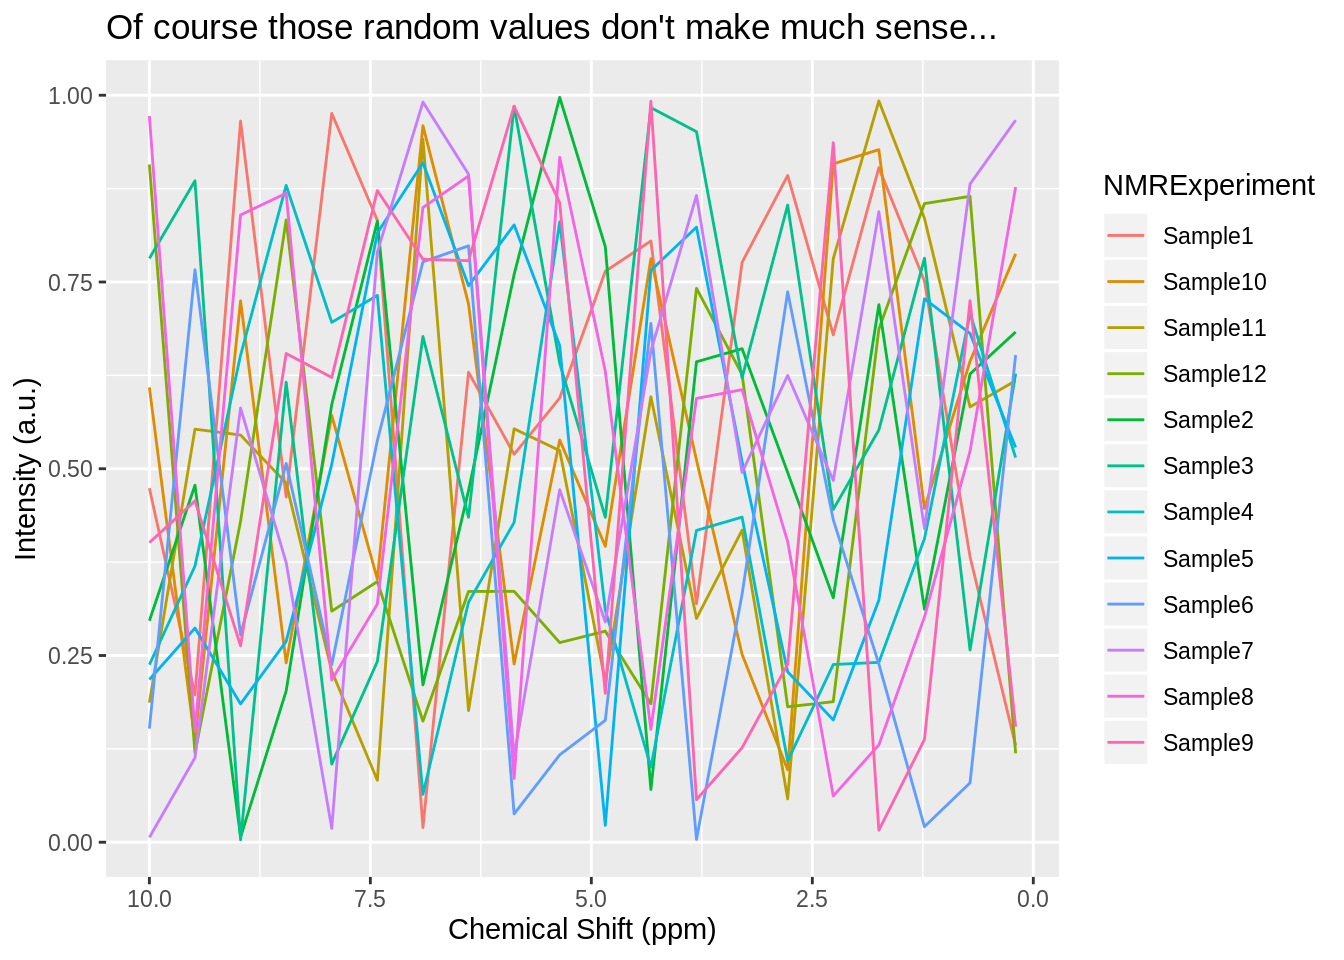 Of course those random values don't make much sense...
Intensity (a.u.)
1.00
0.75
0.50
0.25
0.00
10.0
7.5
5.0
2.5
0.0
Chemical Shift (ppm)
NMRExperiment
Sample1
Sample10
Sample11
Sample12
Sample2
Sample3
Sample4
Sample5
Sample6
Sample7
Sample8
Sample9